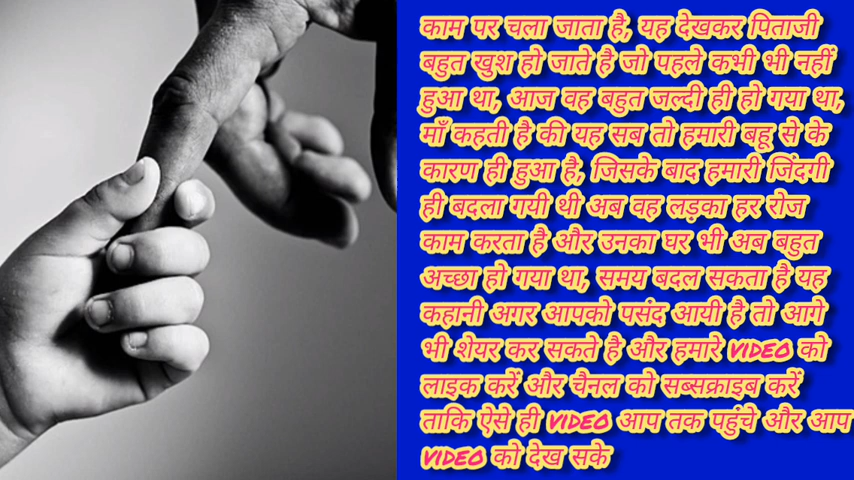 काम पर चला जाता है, यह देखकर पिताजी
बहुत खुश हो जाते है जो पहले कभी भी नहीं
हुआ था, आज वह बहुत जल्दी ही हो गया था,
माँ कहती है की यह सब तो हमारी बहू से के
कारण ही हुआ है, जिसके बाद हमारी जिंदगी
ही बदला गयी थी अब वह लड़का हर रोज
काम करता है और उनका घर भी अब बहुत
अच्छा हो गया था, समय बदल सकता है यह
कहानी अगर आपको पसंद आयी है तो आगे
भी शेयर कर सकते है और हमारे VIDEO को
लाइक करें और चैनल को सब्सक्राइब करें
ताकि ऐसे ही VIDEO आप तक पहुंचे और आप
VIDEO को देख सके